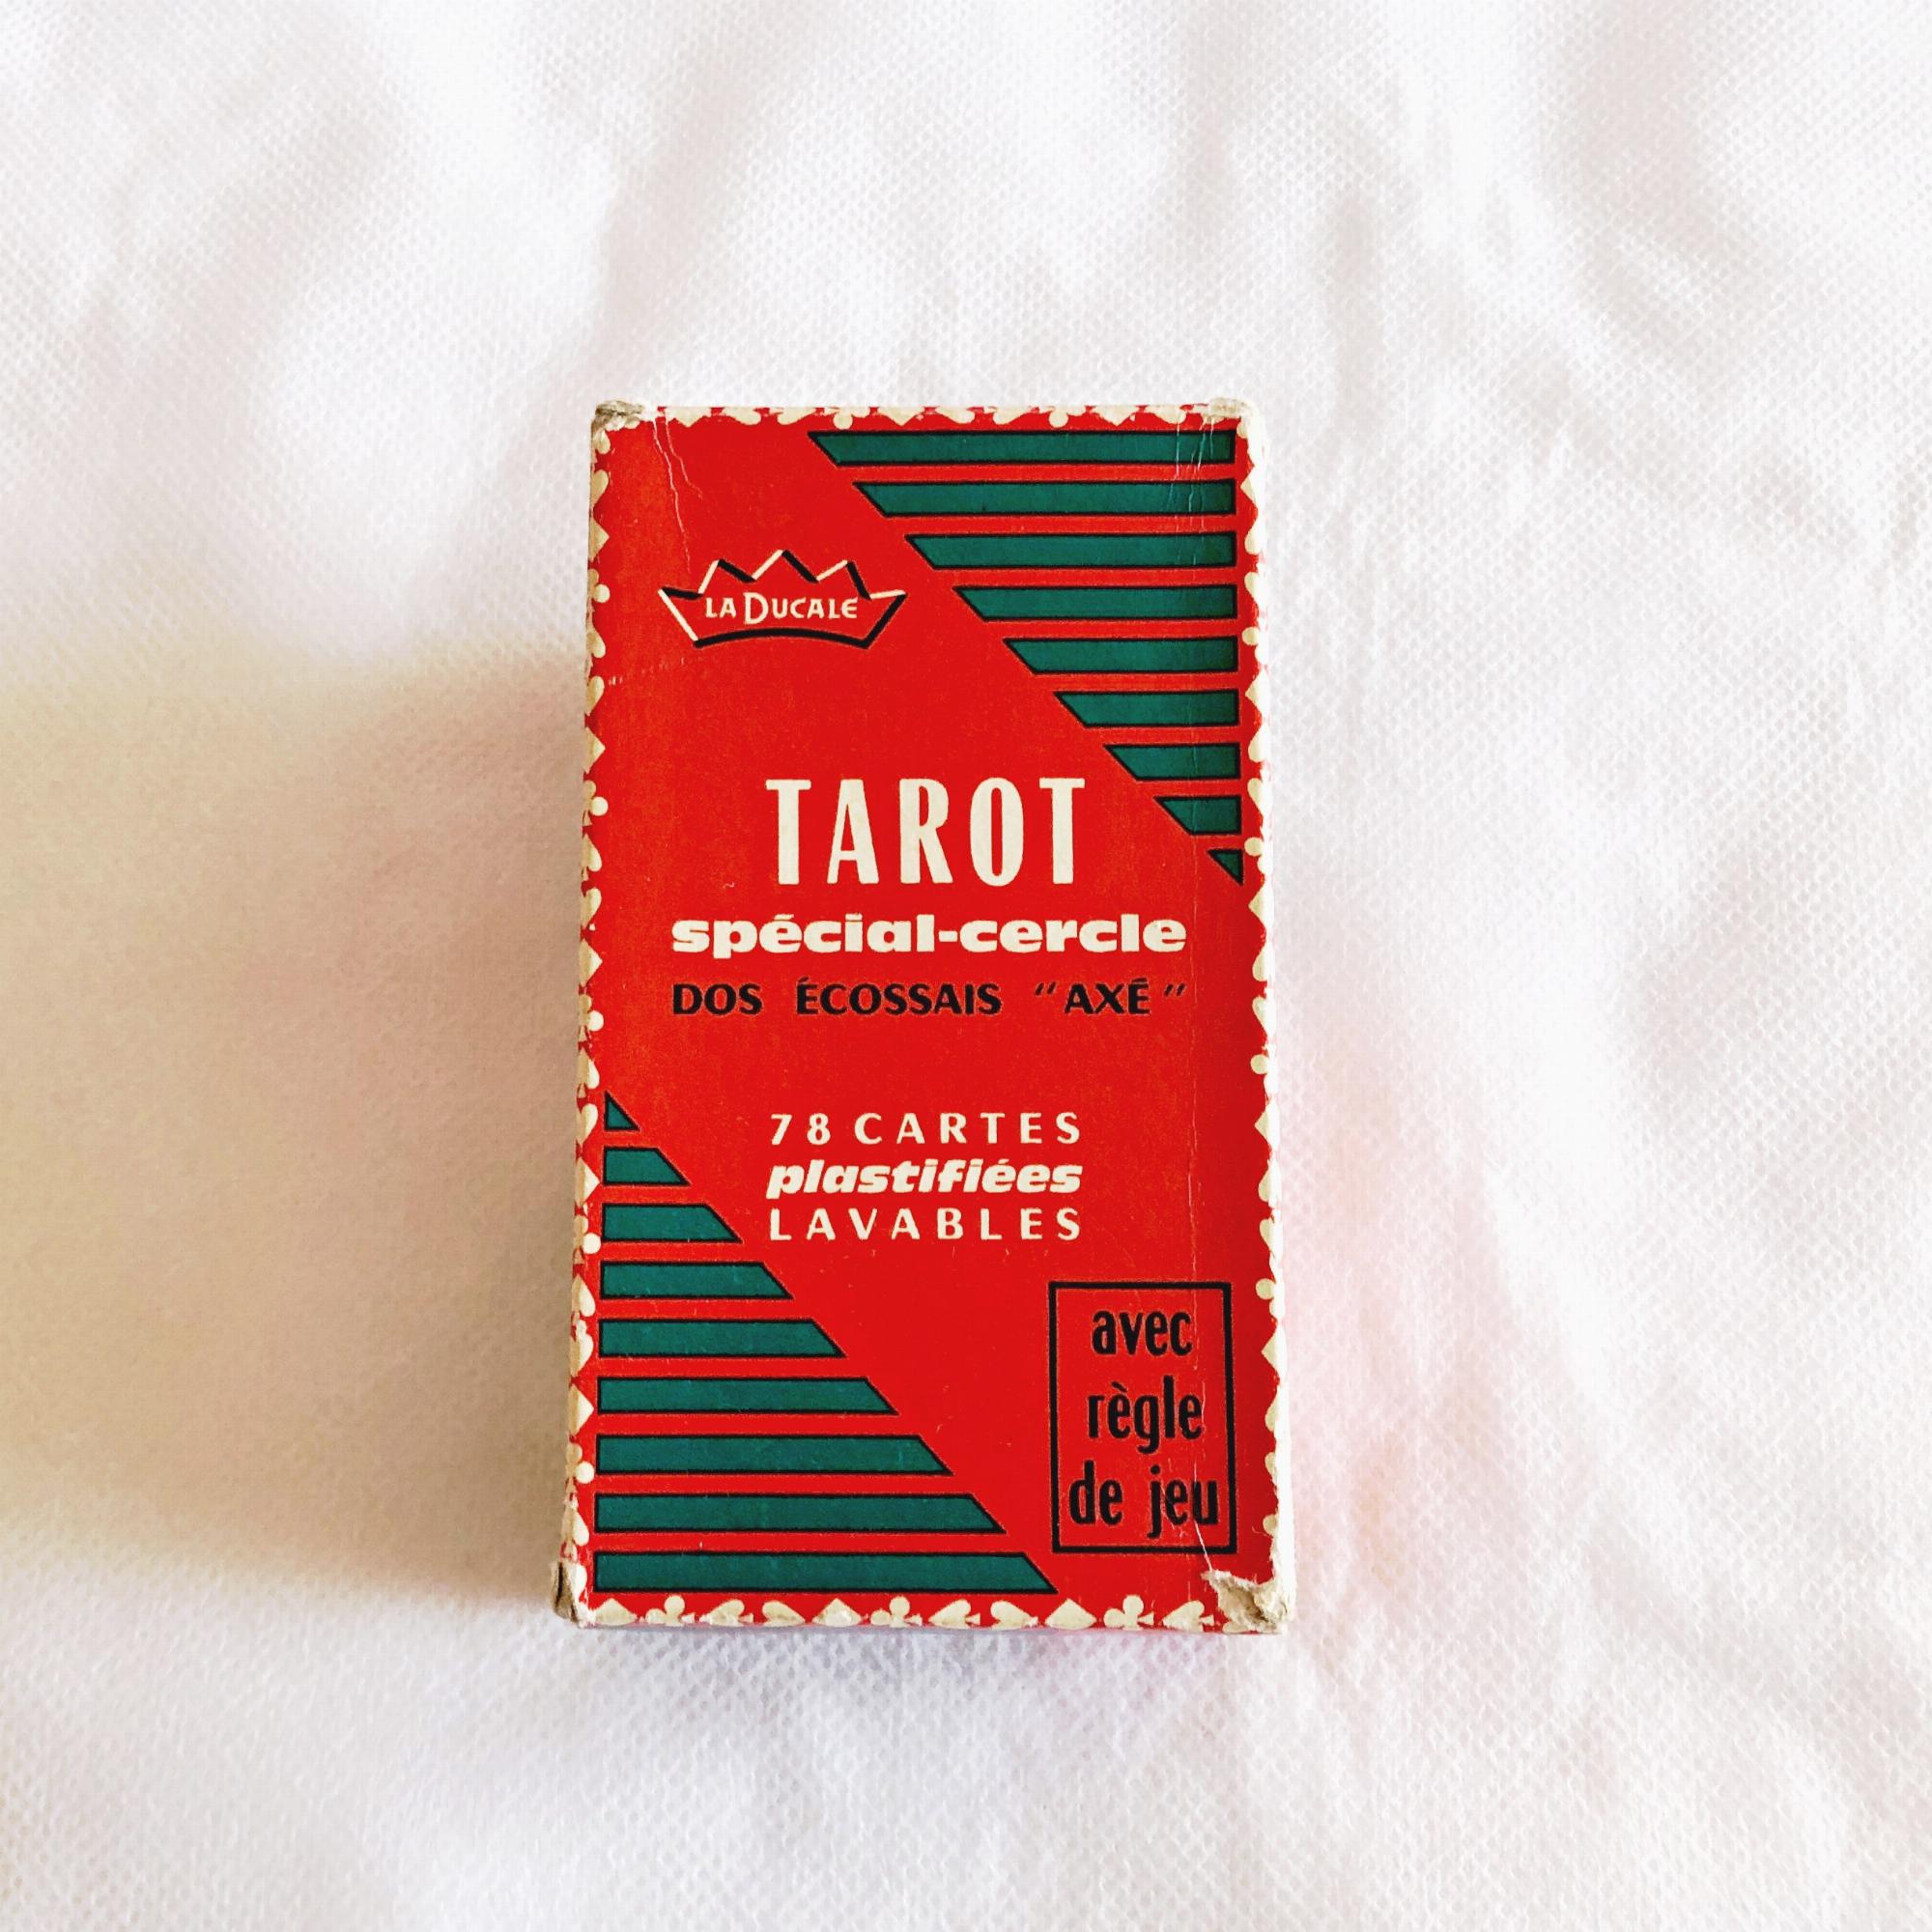 LA DUCALE
TAROT
spécial-cercle
DOS ÉCOSSAIS "AXÉ"
78 CARTES
plastifiées
LAVABLES
avec
règle
de jeu